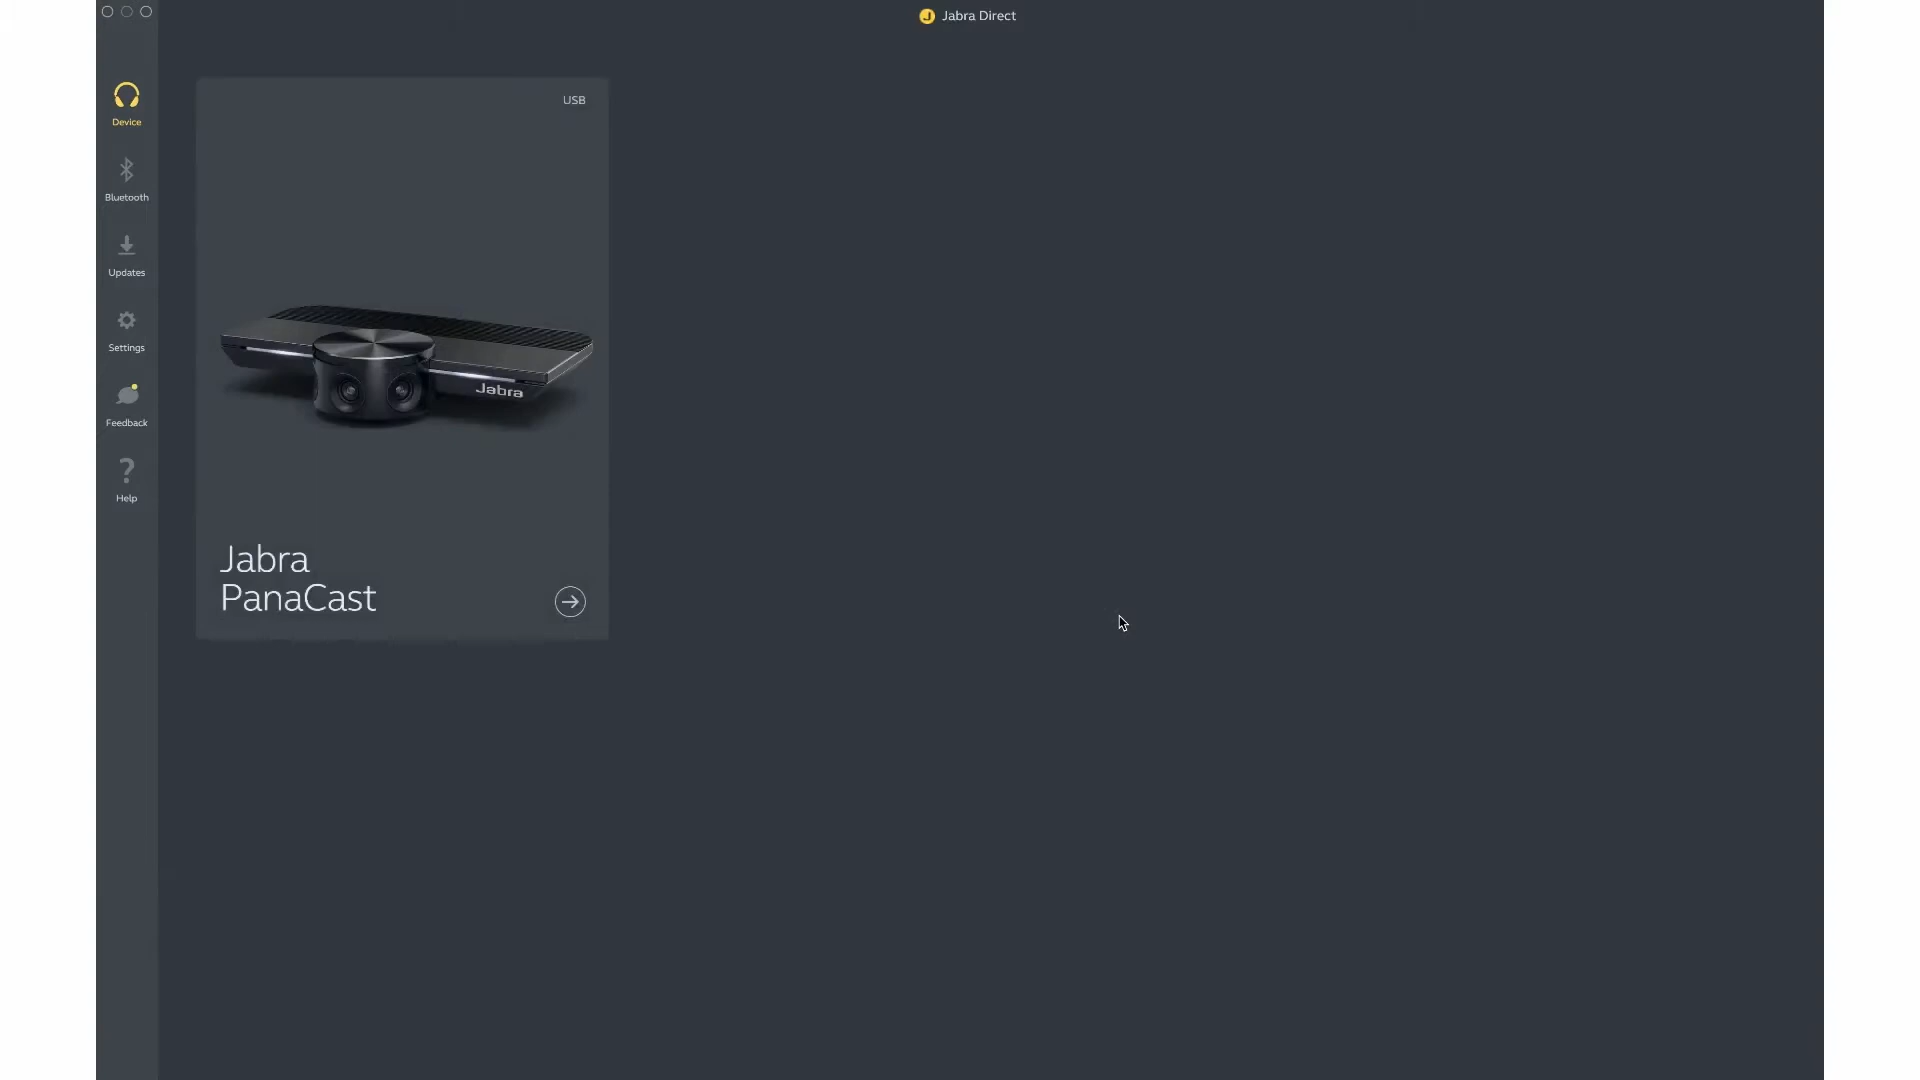 Jabra Direct
Device
Bluetooth
Updates
Settings
Feedback
Help
USB
Jabra
Jabra
PanaCast